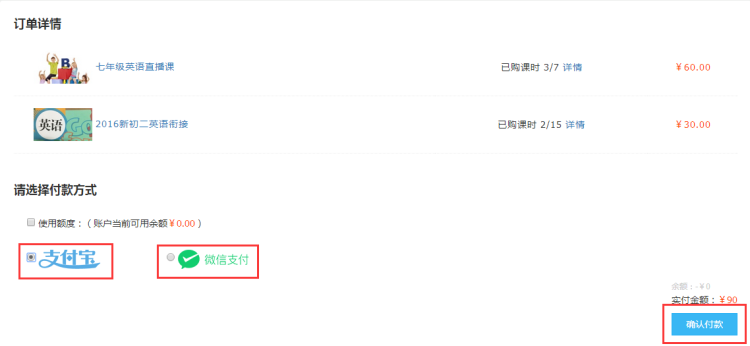 订单详情
七年级英语直播课 已购课时 3/7 详情 ￥60.00
英语 Go
2016新初二英语衔接 已购课时 2/15 详情 ￥30.00
请选择付款方式
使用额度：（账户当前可用余额￥0.00）
支付宝 微信支付
余额：-￥0
实付金额：￥90
确认付款